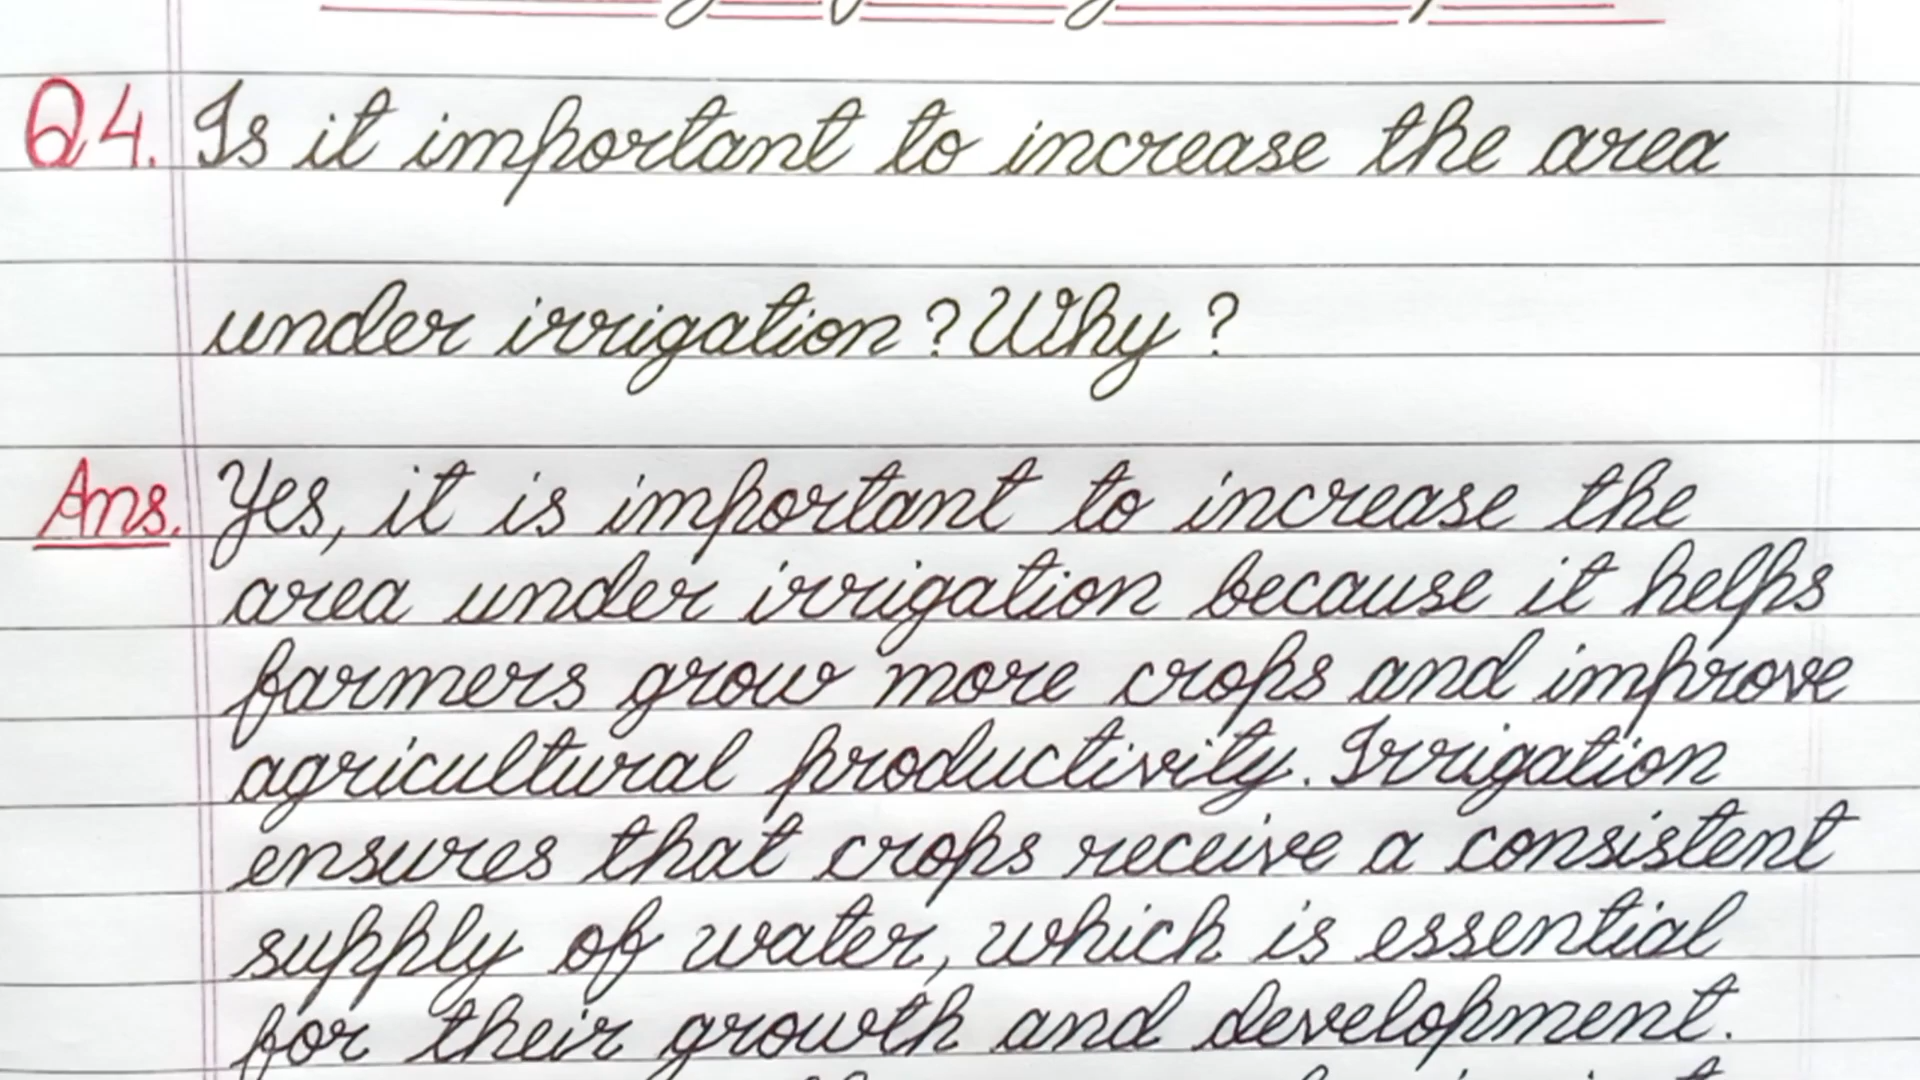 Q4. Is it important to increase the area
under irrigation? Why?
Ans. Yes, it is important to increase the
area under irrigation because it helps
farmers grow more crops and improve
agricultural productivity. Irrigation
ensures that crops receive a consistent
supply of water, which is essential
for their growth and development.